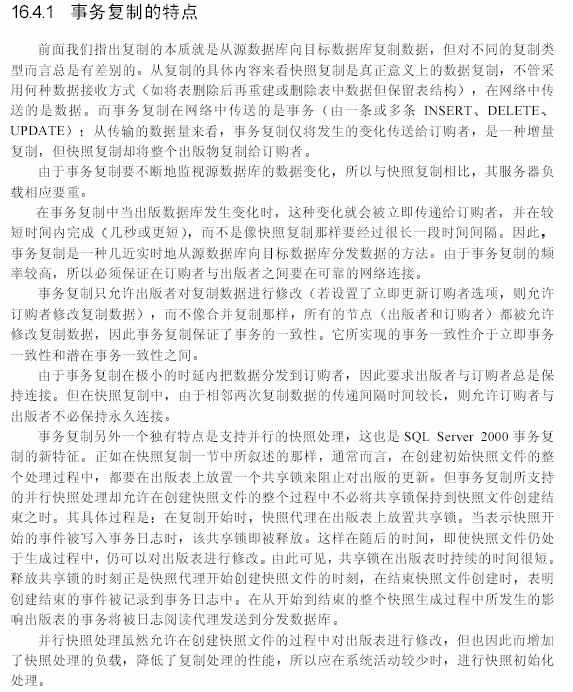 16.4.1 事务复制的特点
前面我们指出复制的本质就是从源数据库向目标数据库复制数据，但对不同的复制类
型而言总是有差别的。从复制的具体内容来看快照复制是真正意义上的数据复制，不管采
用何种数据接收方式（如将表删除后再重建或删除表中数据但保留表结构），在网络中传
送的是数据。而事务复制在网络中传送的是事务（由一条或多条 INSERT、DELETE、
UPDATE）；从传输的数据量来看，事务复制仅将发生的变化传送给订购者，是一种增量
复制，但快照复制却将整个出版物复制给订购者。
由于事务复制要不断地监视源数据库的数据变化，所以与快照复制相比，其服务器负
载相应要重。
在事务复制中当出版数据库发生变化时，这种变化就会被立即传递给订购者，并在较
短时间内完成（几秒或更短），而不是像快照复制那样要经过很长一段时间间隔。因此，
事务复制是一种几近实时地从源数据库向目标数据库分发数据的方法。由于事务复制的频
率较高，所以必须保证在订购者与出版者之间要在可靠的网络连接。
事务复制只允许出版者对复制数据进行修改（若设置了立即更新订购者选项，则允许
订购者修改复制数据），而不像合并复制那样，所有的节点（出版者和订购者）都被允许
修改复制数据，因此事务复制保证了事务的一致性。它所实现的事务一致性介于立即事务
一致性和潜在事务一致性之间。
由于事务复制在极小的时延内把数据分发到订购者，因此要求出版者与订购者总是保
持连接。但在快照复制中，由于相邻两次复制数据的传递间隔时间较长，则允许订购者与
出版者不必保持永久连接。
事务复制另外一个独有特点是支持并行的快照处理，这也是 SQL Server 2000 事务复
制的新特征。正如在快照复制一节中所叙述的那样，通常而言，在创建初始快照文件的整
个处理过程中，都要在出版表上放置一个共享锁来阻止对出版的更新。但事务复制所支持
的并行快照处理却允许在创建快照文件的整个过程中不必将共享锁保持到快照文件创建结
束之时。其具体过程是：在复制开始时，快照代理在出版表上放置共享锁。当表示快照开
始的事件被写入事务日志时，该共享锁即被释放。这样在随后的时间，即使快照文件仍处
于生成过程中，仍可以对出版表进行修改。由此可见，共享锁在出版表时持续的时间很短。
释放共享锁的时刻正是快照代理开始创建快照文件的时刻，在结束快照文件创建时，表明
创建结束的事件被记录到事务日志中。在从开始到结束的整个快照生成过程中所发生的影
响出版表的事务将被日志阅读代理发送到分发数据库。
并行快照处理虽然允许在创建快照文件的过程中对出版表进行修改，但也因此而增加
了快照处理的负载，降低了复制处理的性能，所以应在系统活动较少时，进行快照初始化
处理。